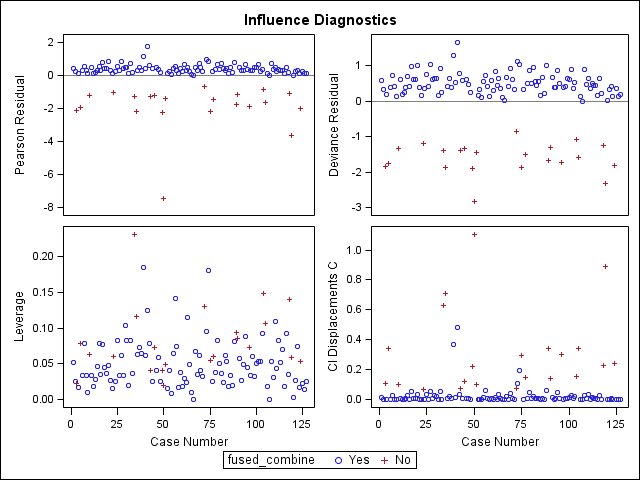 Influence Diagnostics
Pearson Residual
2
0
-2
-4
-6
-8
Deviance Residual
1
0
-1
-2
-3
Leverage
0.20
0.15
0.10
0.05
0.00
0 25 50 75 100 125
Case Number
CI Displacements C
1.0
0.8
0.6
0.4
0.2
0.0
0 25 50 75 100 125
Case Number
fused_combine Yes No